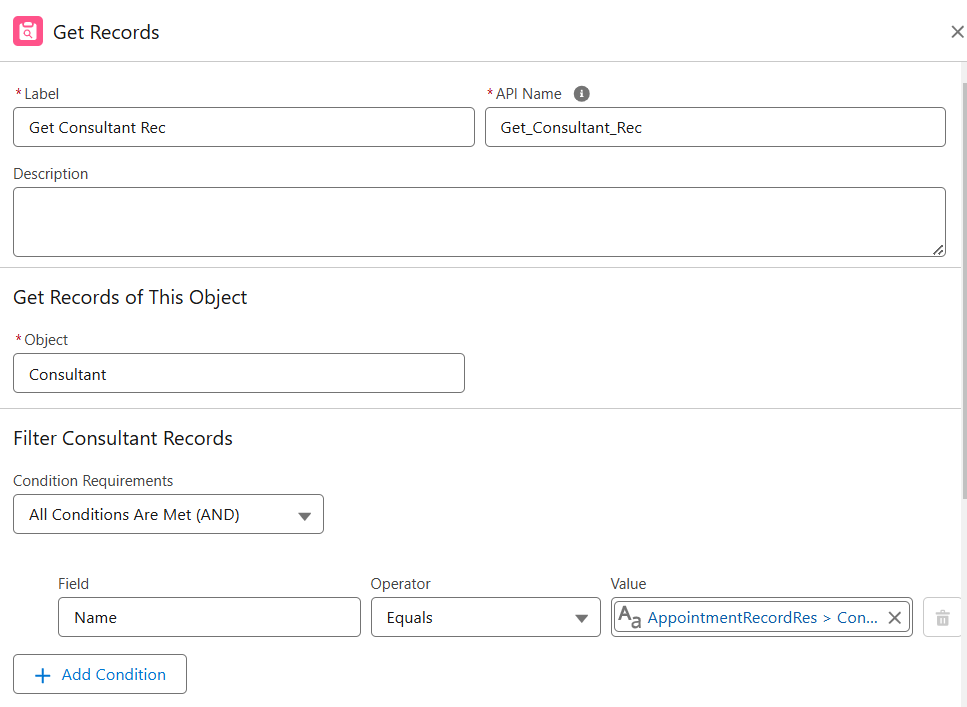 Get Records
* Label
* API Name
Get Consultant Rec
Get_Consultant_Rec
Description
Get Records of This Object
* Object
Consultant
Filter Consultant Records
Condition Requirements
All Conditions Are Met (AND)
Field
Operator
Value
Name
Equals
Aa AppointmentRecordRes > Con...
+ Add Condition